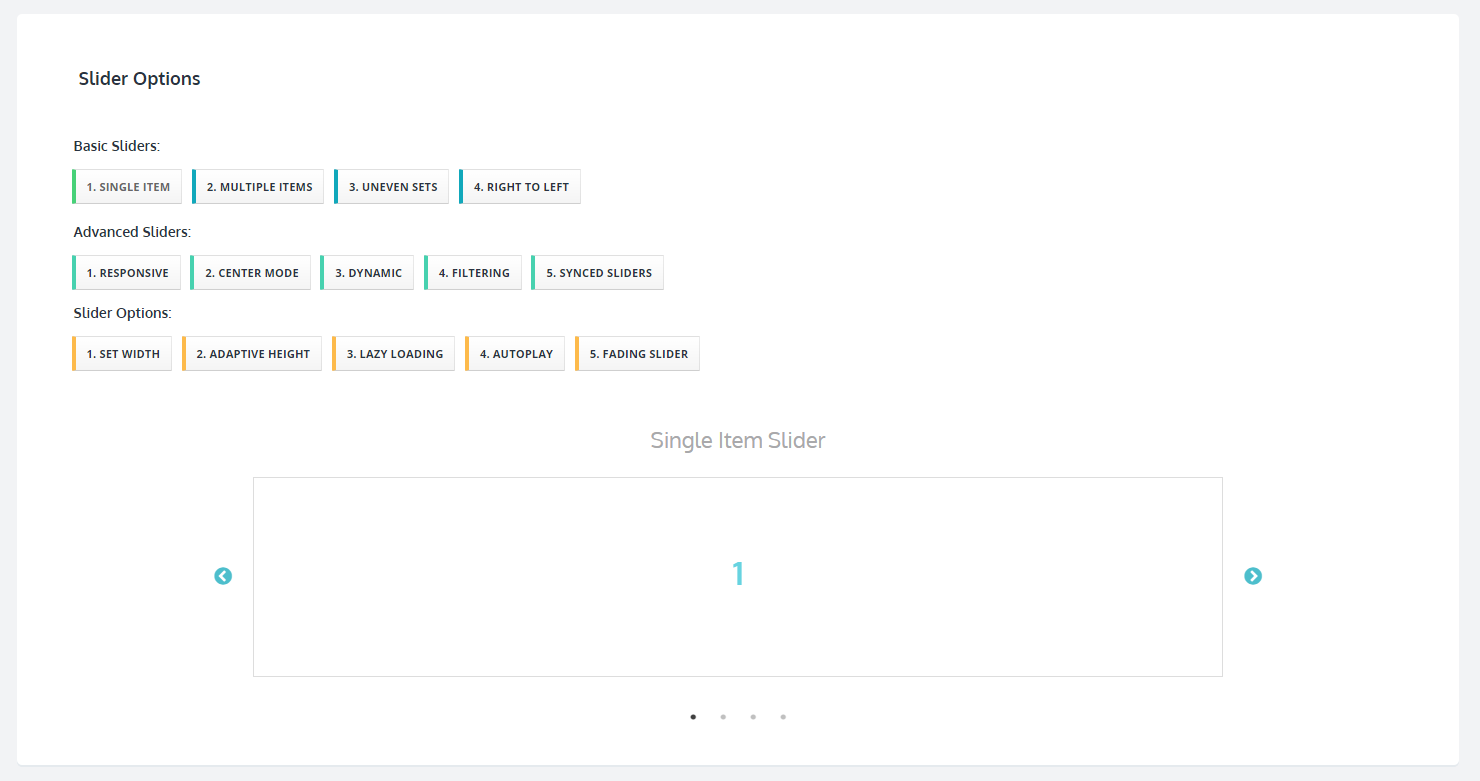 Slider Options
Basic Sliders:
1. SINGLE ITEM 2. MULTIPLE ITEMS 3. UNEVEN SETS 4. RIGHT TO LEFT
Advanced Sliders:
1. RESPONSIVE 2. CENTER MODE 3. DYNAMIC 4. FILTERING 5. SYNCED SLIDERS
Slider Options:
1. SET WIDTH 2. ADAPTIVE HEIGHT 3. LAZY LOADING 4. AUTOPLAY 5. FADING SLIDER
Single Item Slider
1